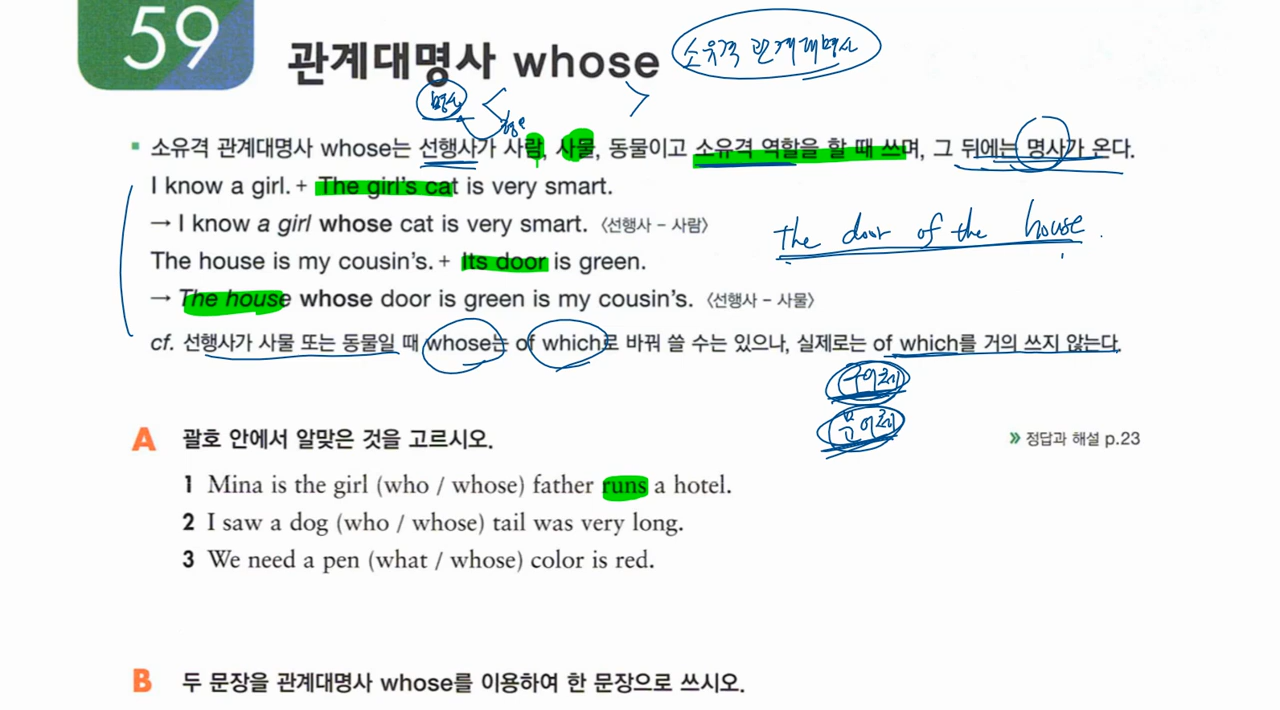 59
관계대명사 whose
소유격 관계대명사
명사
▪ 소유격 관계대명사 whose는 선행사가 사람, 사물, 동물이고 소유격 역할을 할 때 쓰며, 그 뒤에는 명사가 온다.
I know a girl. + The girl's cat is very smart.
→ I know a girl whose cat is very smart. 〈선행사 – 사람〉
the door of the house.
The house is my cousin's. + Its door is green.
→ The house whose door is green is my cousin's. 〈선행사 – 사물〉
cf. 선행사가 사물 또는 동물일 때 whose는 of which로 바꿔 쓸 수는 있으나, 실제로는 of which를 거의 쓰지 않는다.
구어체
문어체
A 괄호 안에서 알맞은 것을 고르시오.
» 정답과 해설 p.23
1 Mina is the girl (who / whose) father runs a hotel.
2 I saw a dog (who / whose) tail was very long.
3 We need a pen (what / whose) color is red.
B 두 문장을 관계대명사 whose를 이용하여 한 문장으로 쓰시오.